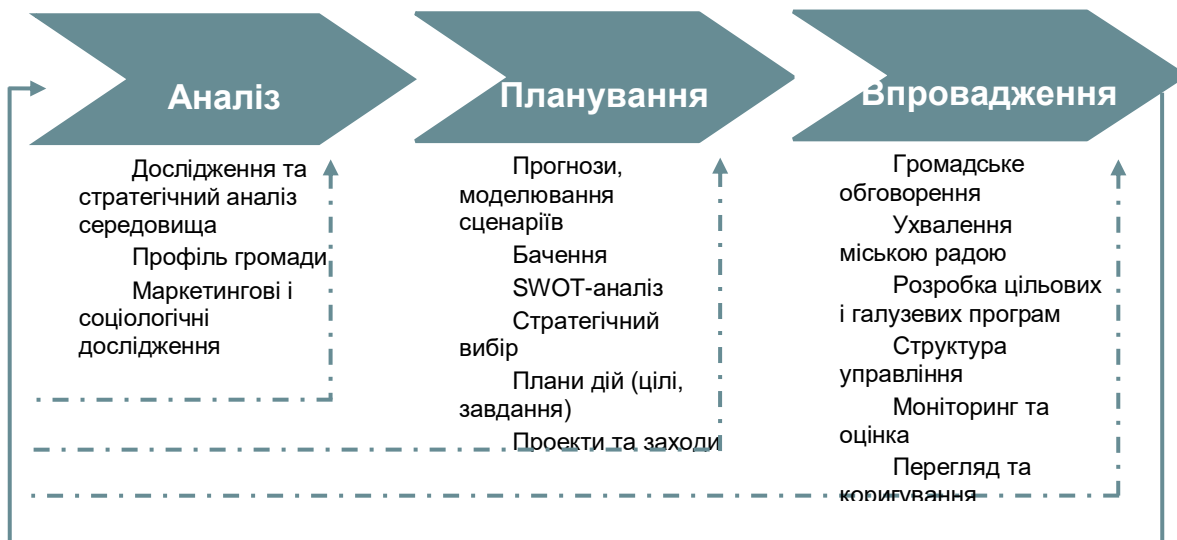 Аналіз
Дослідження та
стратегічний аналіз
середовища
Профіль громади
Маркетингові і
соціологічні
дослідження
Планування
Прогнози,
моделювання
сценаріїв
Бачення
SWOT-аналіз
Стратегічний
вибір
Плани дій (цілі,
завдання)
Проекти та заходи
Впровадження
Громадське
обговорення
Ухвалення
міською радою
Розробка цільових
і галузевих програм
Структура
управління
Моніторинг та
оцінка
Перегляд та
коригування